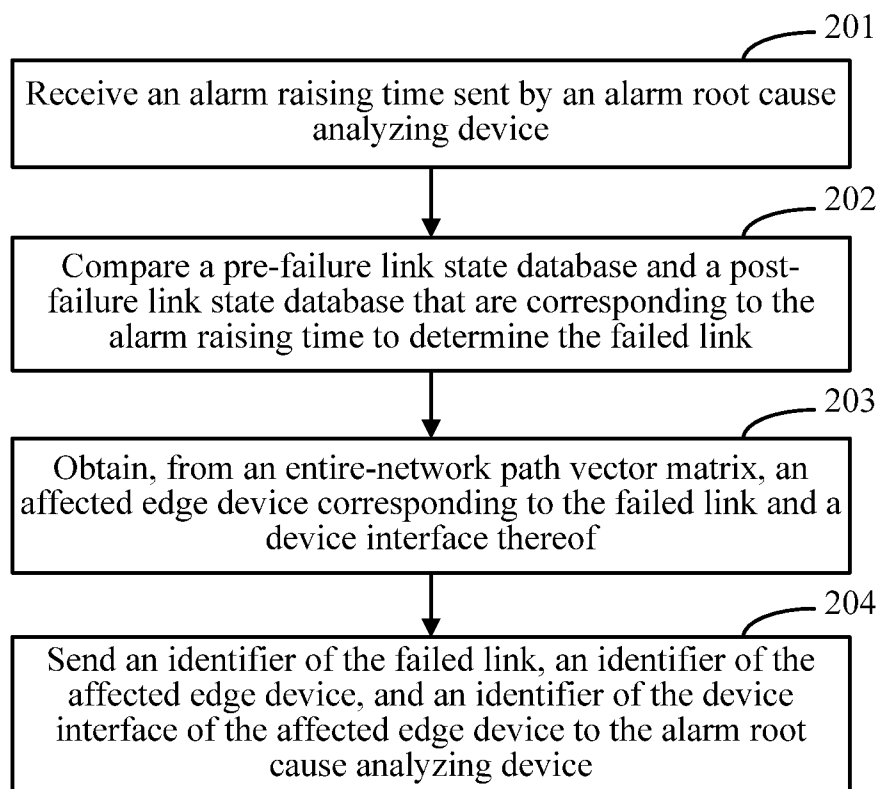 201
Receive an alarm raising time sent by an alarm root cause
analyzing device
202
Compare a pre-failure link state database and a post-
failure link state database that are corresponding to the
alarm raising time to determine the failed link
203
Obtain, from an entire-network path vector matrix, an
affected edge device corresponding to the failed link and a
device interface thereof
204
Send an identifier of the failed link, an identifier of the
affected edge device, and an identifier of the device
interface of the affected edge device to the alarm root
cause analyzing device